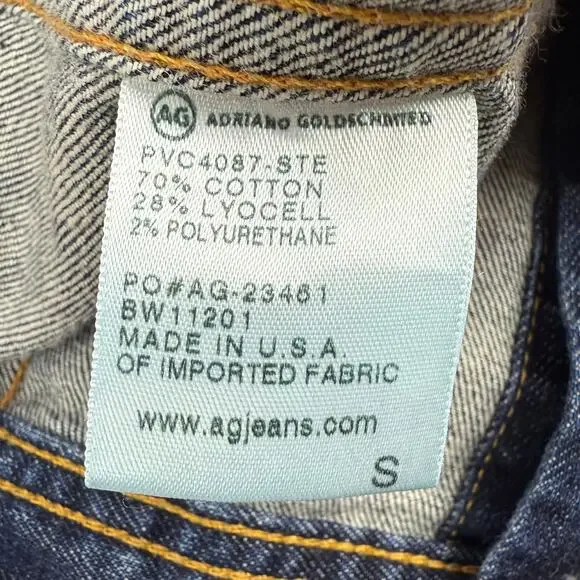 AG ADRIANO GOLDSCHMIED
PVC4087-STE
70% COTTON
28% LYOCELL
2% POLYURETHANE
PO#AG-23461
BW11201
MADE IN U.S.A.
OF IMPORTED FABRIC
www.agjeans.com
S